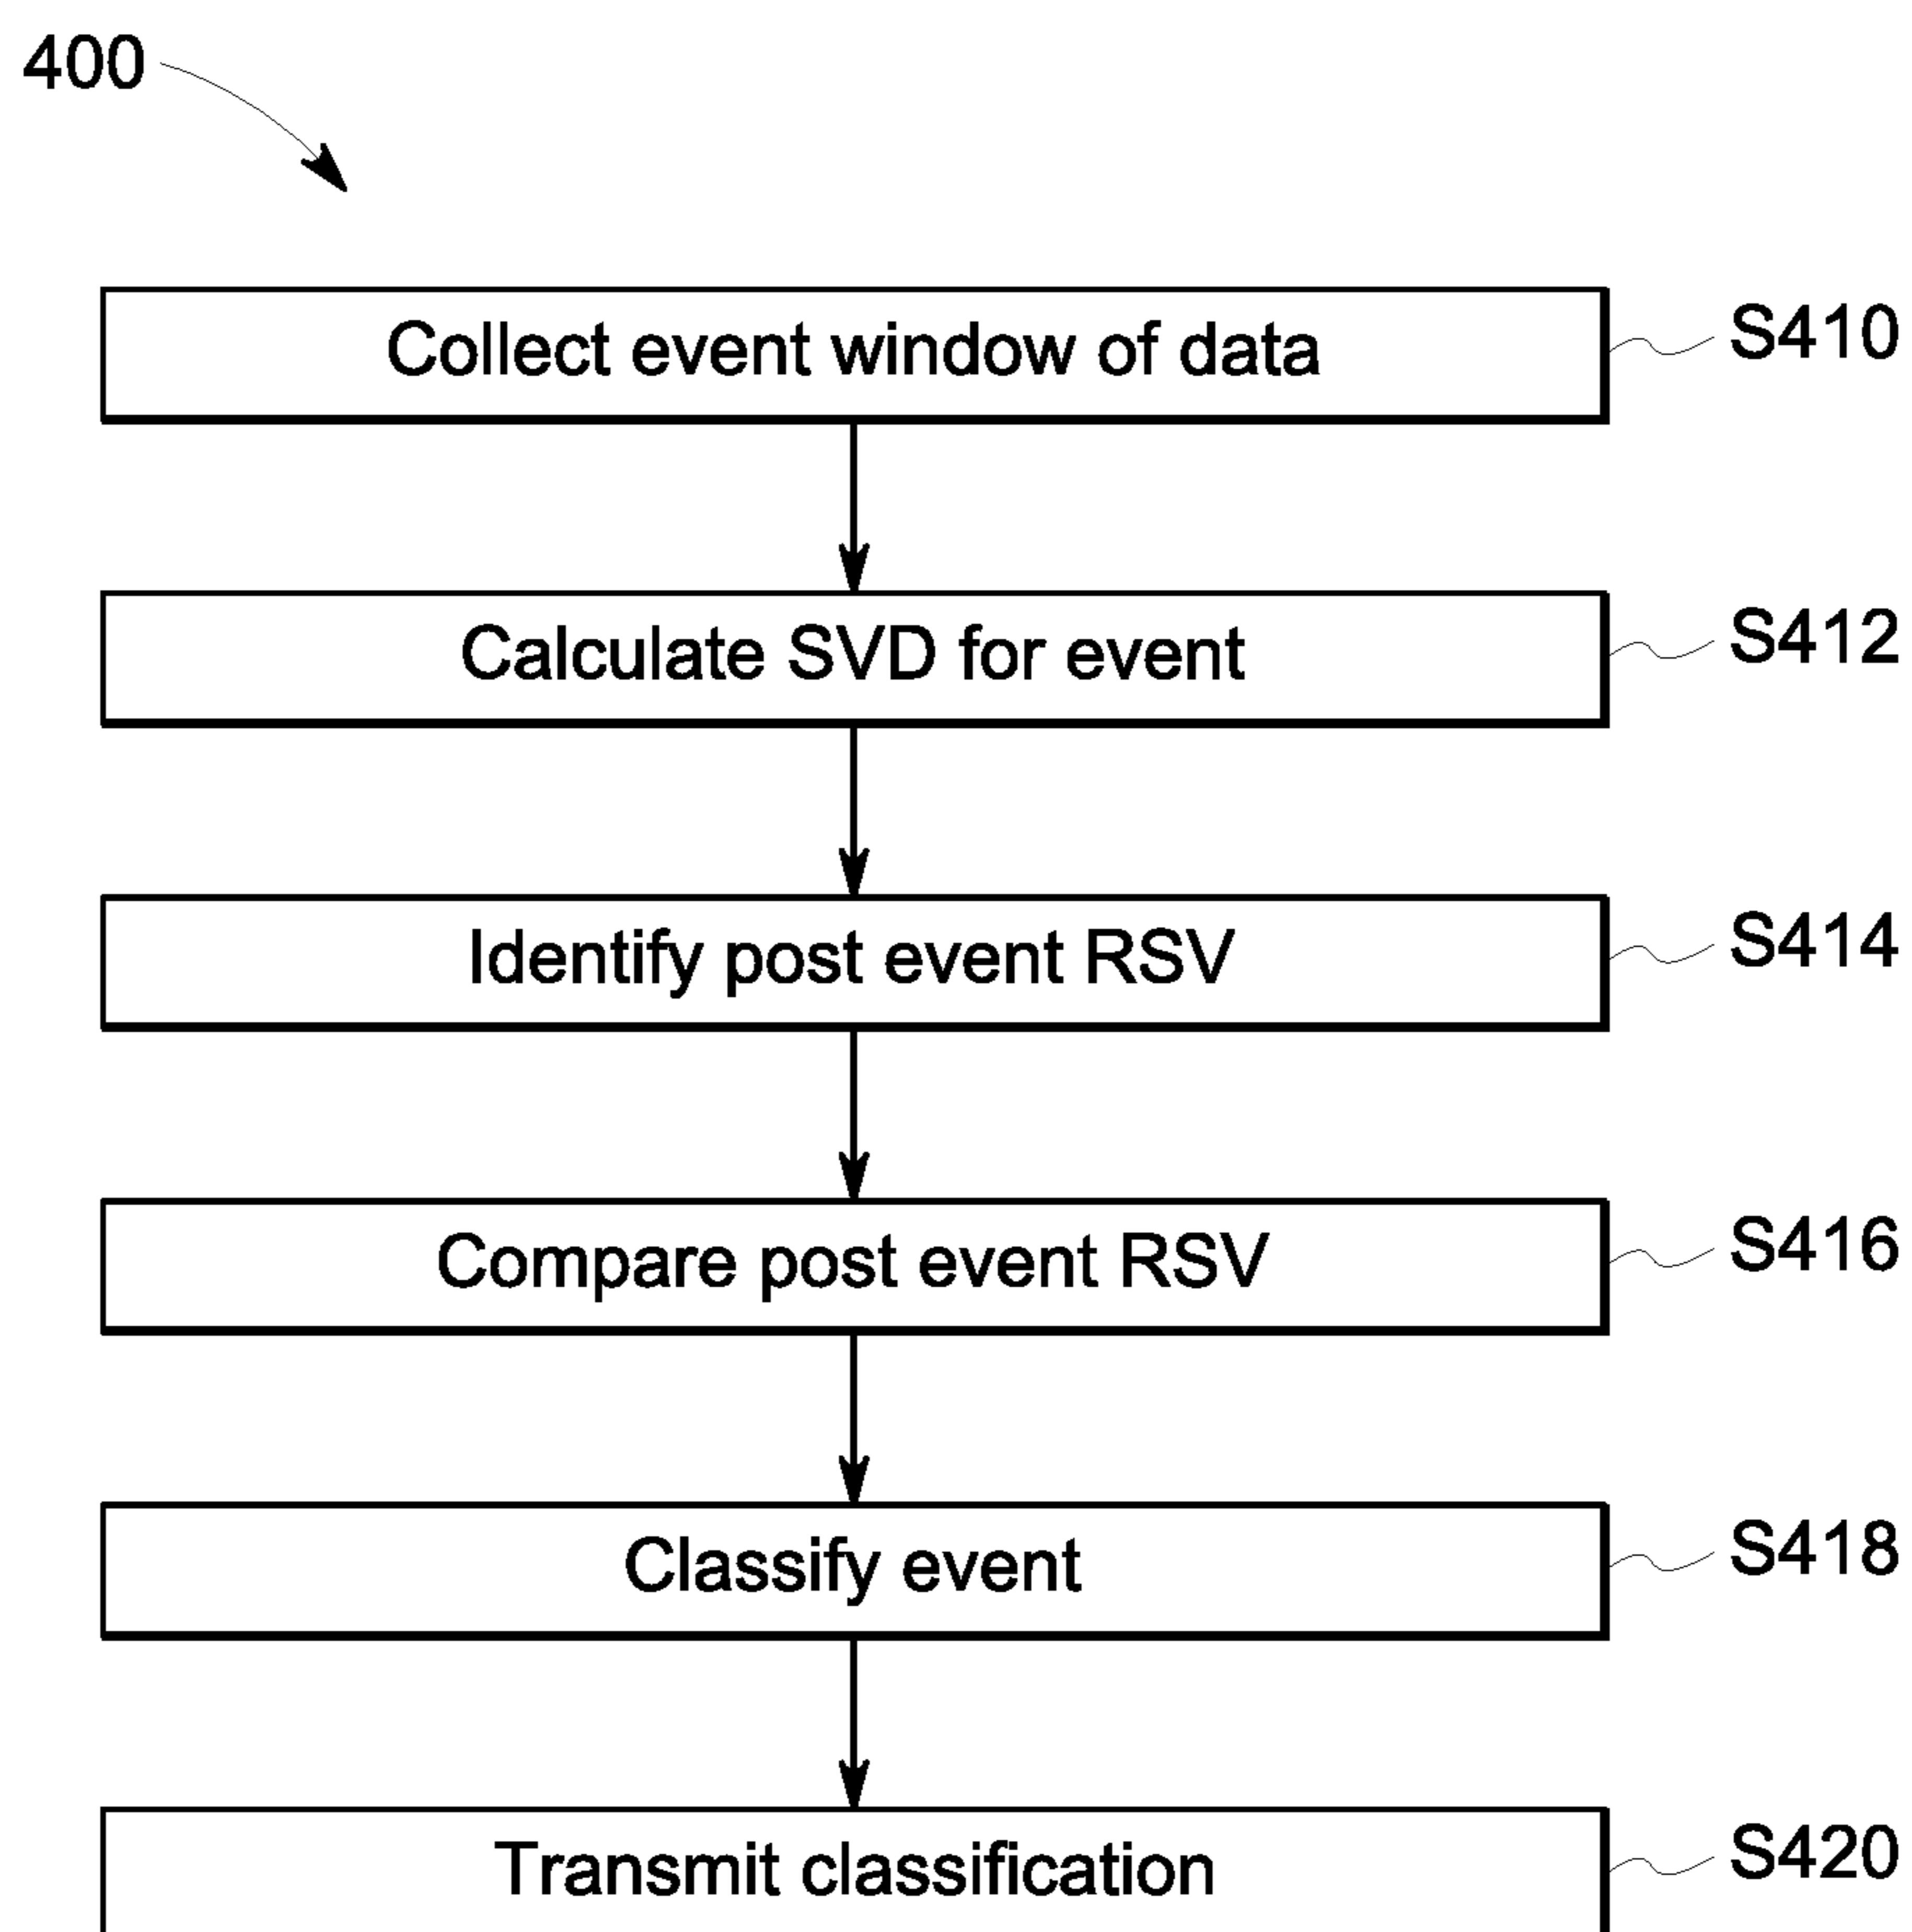 400
Collect event window of data
S410
Calculate SVD for event
S412
Identify post event RSV
S414
Compare post event RSV
S416
Classify event
S418
Transmit classification
S420